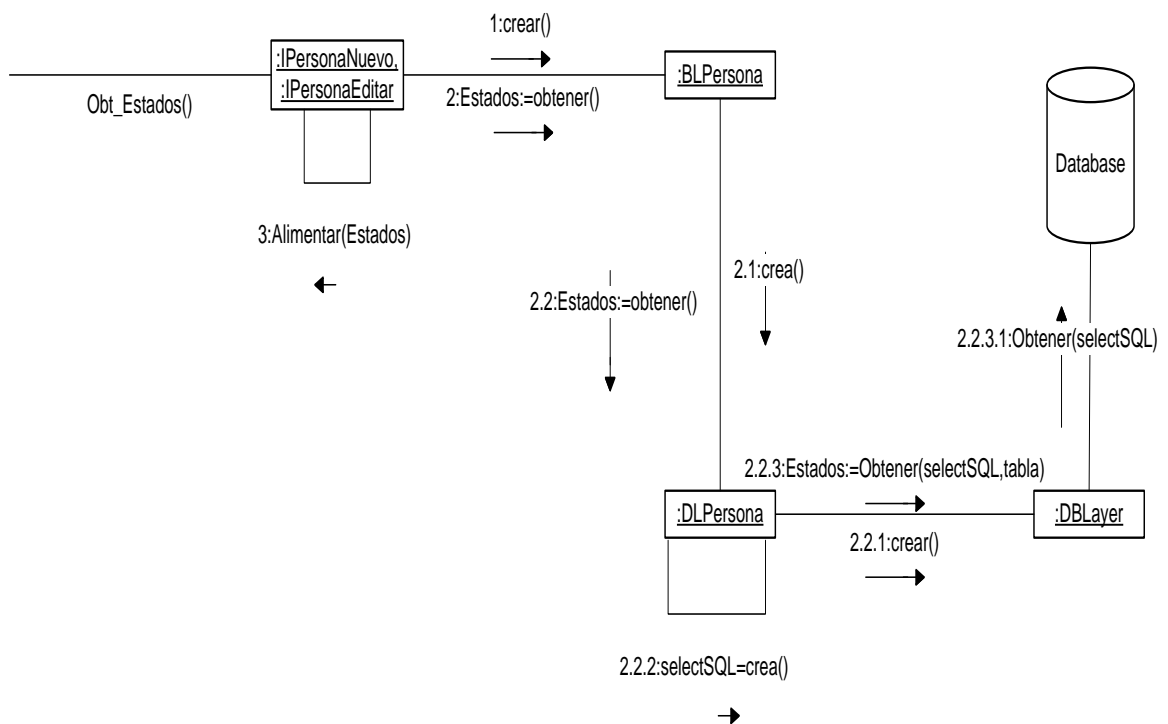 1:crear()
:IPersonaNuevo,
:IPersonaEditar
:BLPersona
Obt_Estados()
2:Estados:=obtener()
Database
3:Alimentar(Estados)
2.1:crea()
2.2:Estados:=obtener()
2.2.3.1:Obtener(selectSQL)
2.2.3:Estados:=Obtener(selectSQL,tabla)
:DLPersona
:DBLayer
2.2.1:crear()
2.2.2:selectSQL=crea()